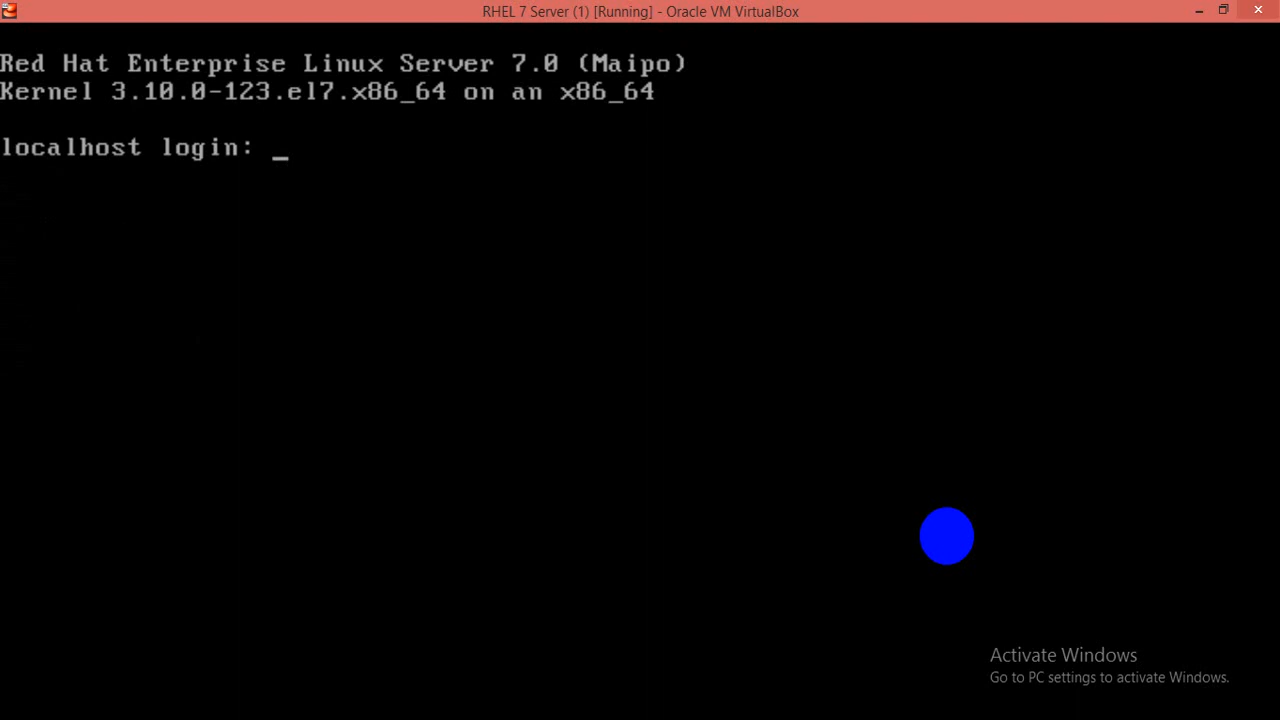 RHEL 7 Server (1) [Running] - Oracle VM VirtualBox
Red Hat Enterprise Linux Server 7.0 (Maipo)
Kernel 3.10.0-123.el7.x86_64 on an x86_64
localhost login: _
Activate Windows
Go to PC settings to activate Windows.